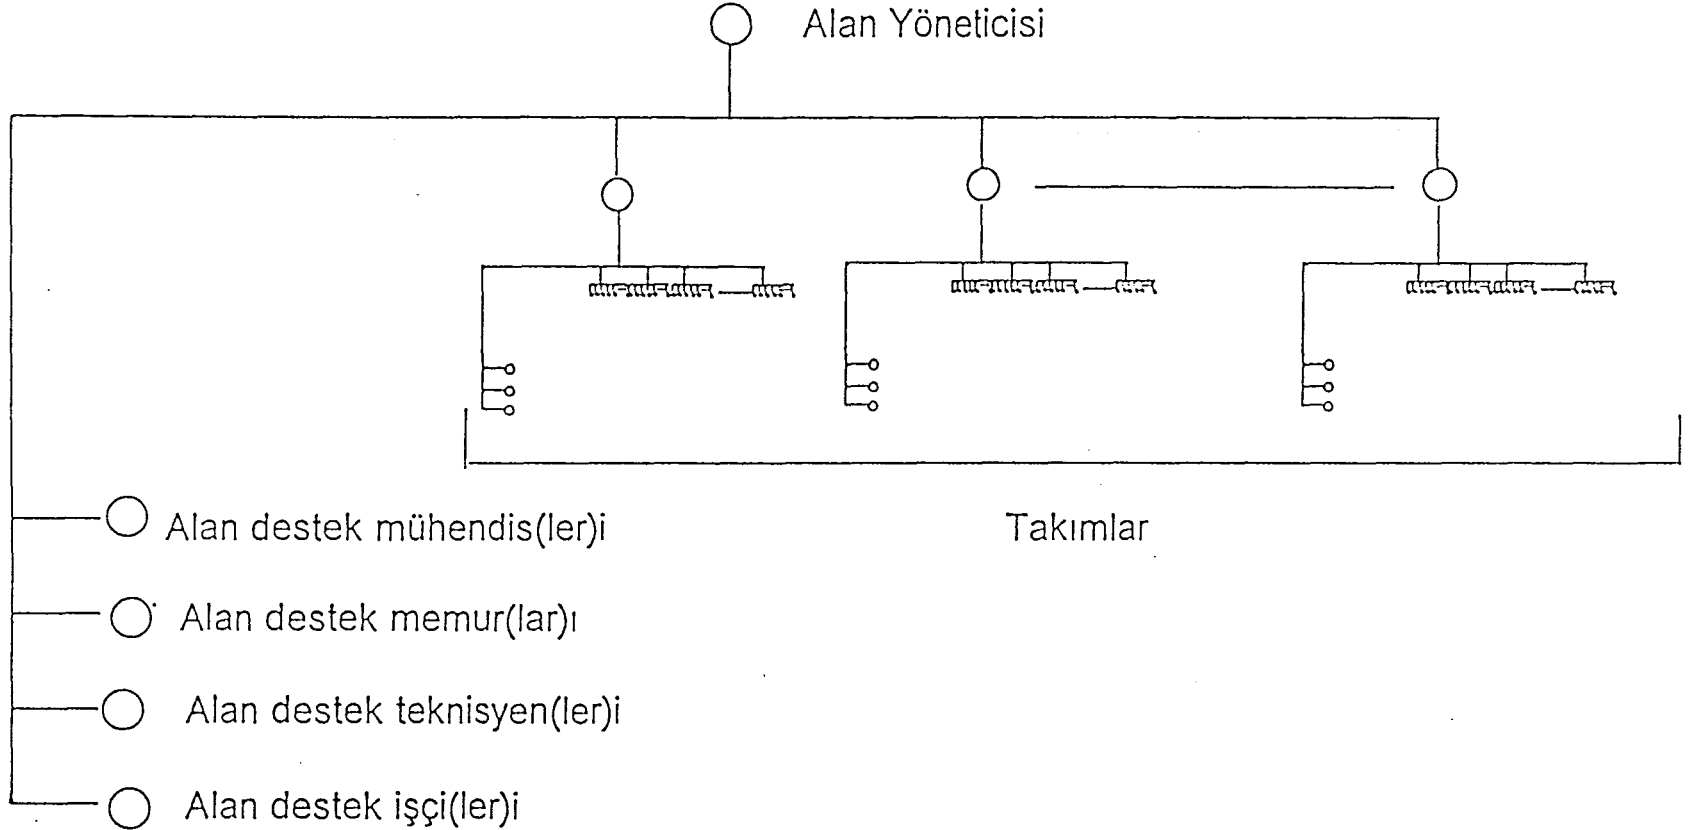 Alan Yöneticisi
Takımlar
Alan destek mühendis(ler)i
Alan destek memur(lar)ı
Alan destek teknisyen(ler)i
Alan destek işçi(ler)i